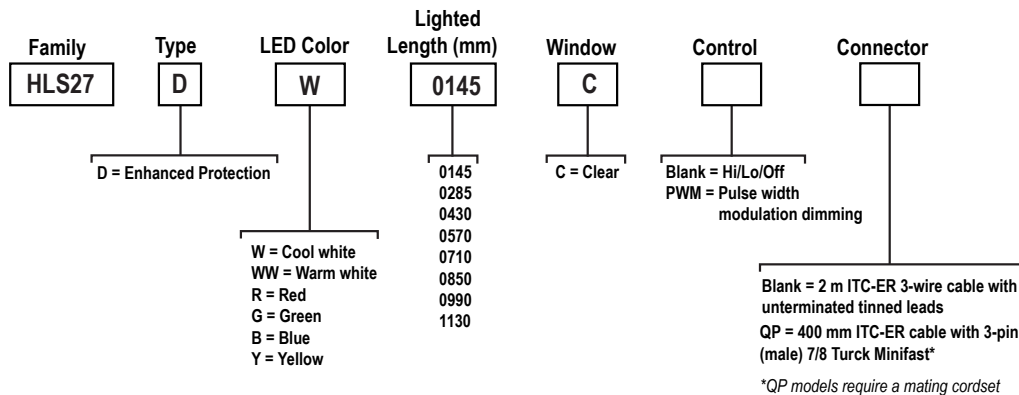 Family
Type
LED Color
Lighted
Length (mm)
Window
Control
Connector
HLS27
D
W
0145
C
D = Enhanced Protection
W = Cool white
WW = Warm white
R = Red
G = Green
B = Blue
Y = Yellow
0145
0285
0430
0570
0710
0850
0990
1130
C = Clear
Blank = Hi/Lo/Off
PWM = Pulse width
modulation dimming
Blank = 2 m ITC-ER 3-wire cable with
unterminated tinned leads
QP = 400 mm ITC-ER cable with 3-pin
(male) 7/8 Turck Minifast*
*QP models require a mating cordset